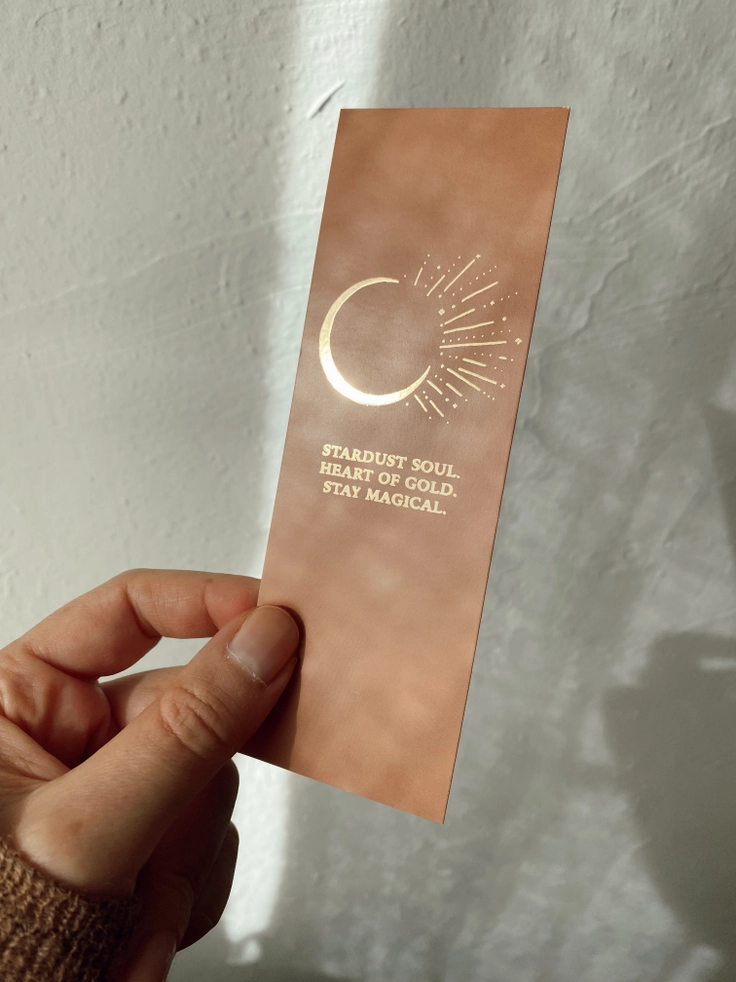 STARDUST SOUL.
HEART OF GOLD.
STAY MAGICAL.